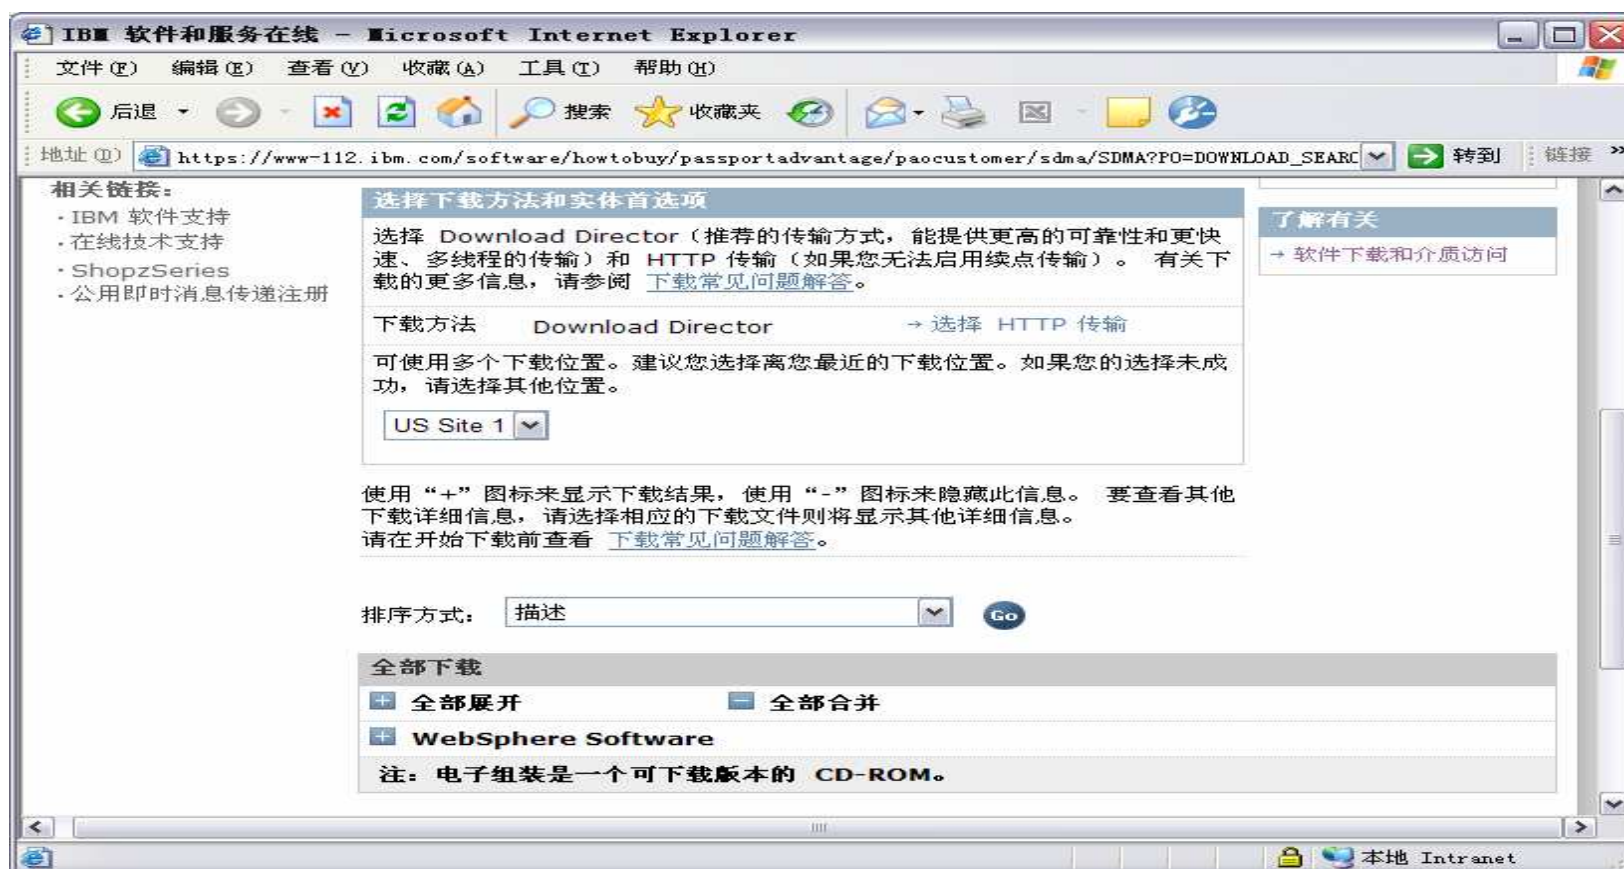 IBM 软件和服务在线 - Microsoft Internet Explorer
文件(F) 编辑(E) 查看(V) 收藏(A) 工具(T) 帮助(H)
后退 搜索 收藏夹
地址(D) https://www-112.ibm.com/software/howtobuy/passportadvantage/paocustomer/sdma/SDMA?PO=DOWNLOAD_SEARC 转到 链接 »
相关链接:
· IBM 软件支持
· 在线技术支持
· ShopzSeries
· 公用即时消息传递注册
选择下载方法和实体首选项
选择 Download Director（推荐的传输方式，能提供更高的可靠性和更快
速、多线程的传输）和 HTTP 传输（如果您无法启用续点传输）。 有关下
载的更多信息，请参阅 下载常见问题解答。
下载方法 Download Director → 选择 HTTP 传输
可使用多个下载位置。建议您选择离您最近的下载位置。如果您的选择未成
功，请选择其他位置。
US Site 1
了解有关
→ 软件下载和介质访问
使用“+”图标来显示下载结果，使用“-”图标来隐藏此信息。 要查看其他
下载详细信息，请选择相应的下载文件则将显示其他详细信息。
请在开始下载前查看 下载常见问题解答。
排序方式: 描述 Go
全部下载
全部展开 全部合并
WebSphere Software
注: 电子组装是一个可下载版本的 CD-ROM。
本地 Intranet